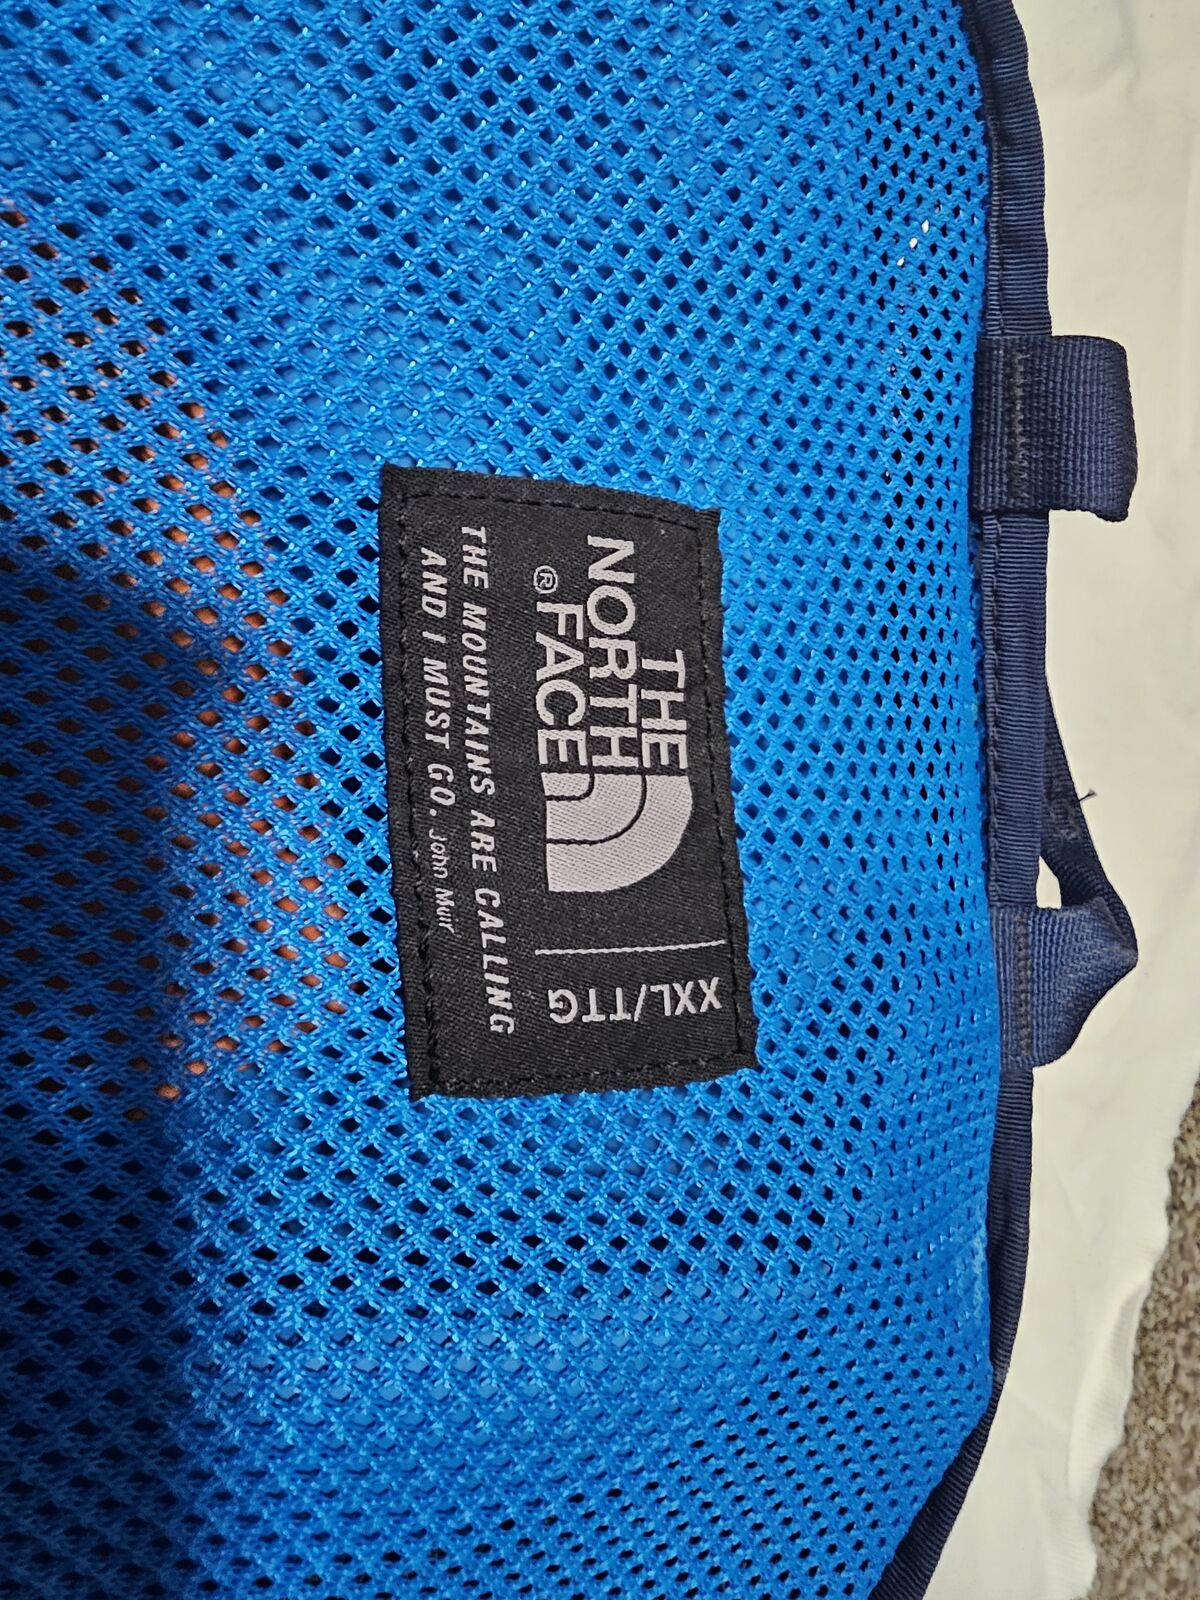 THE
NORTH
FACE®
XXL/TTG
THE MOUNTAINS ARE CALLING
AND I MUST GO. John Muir